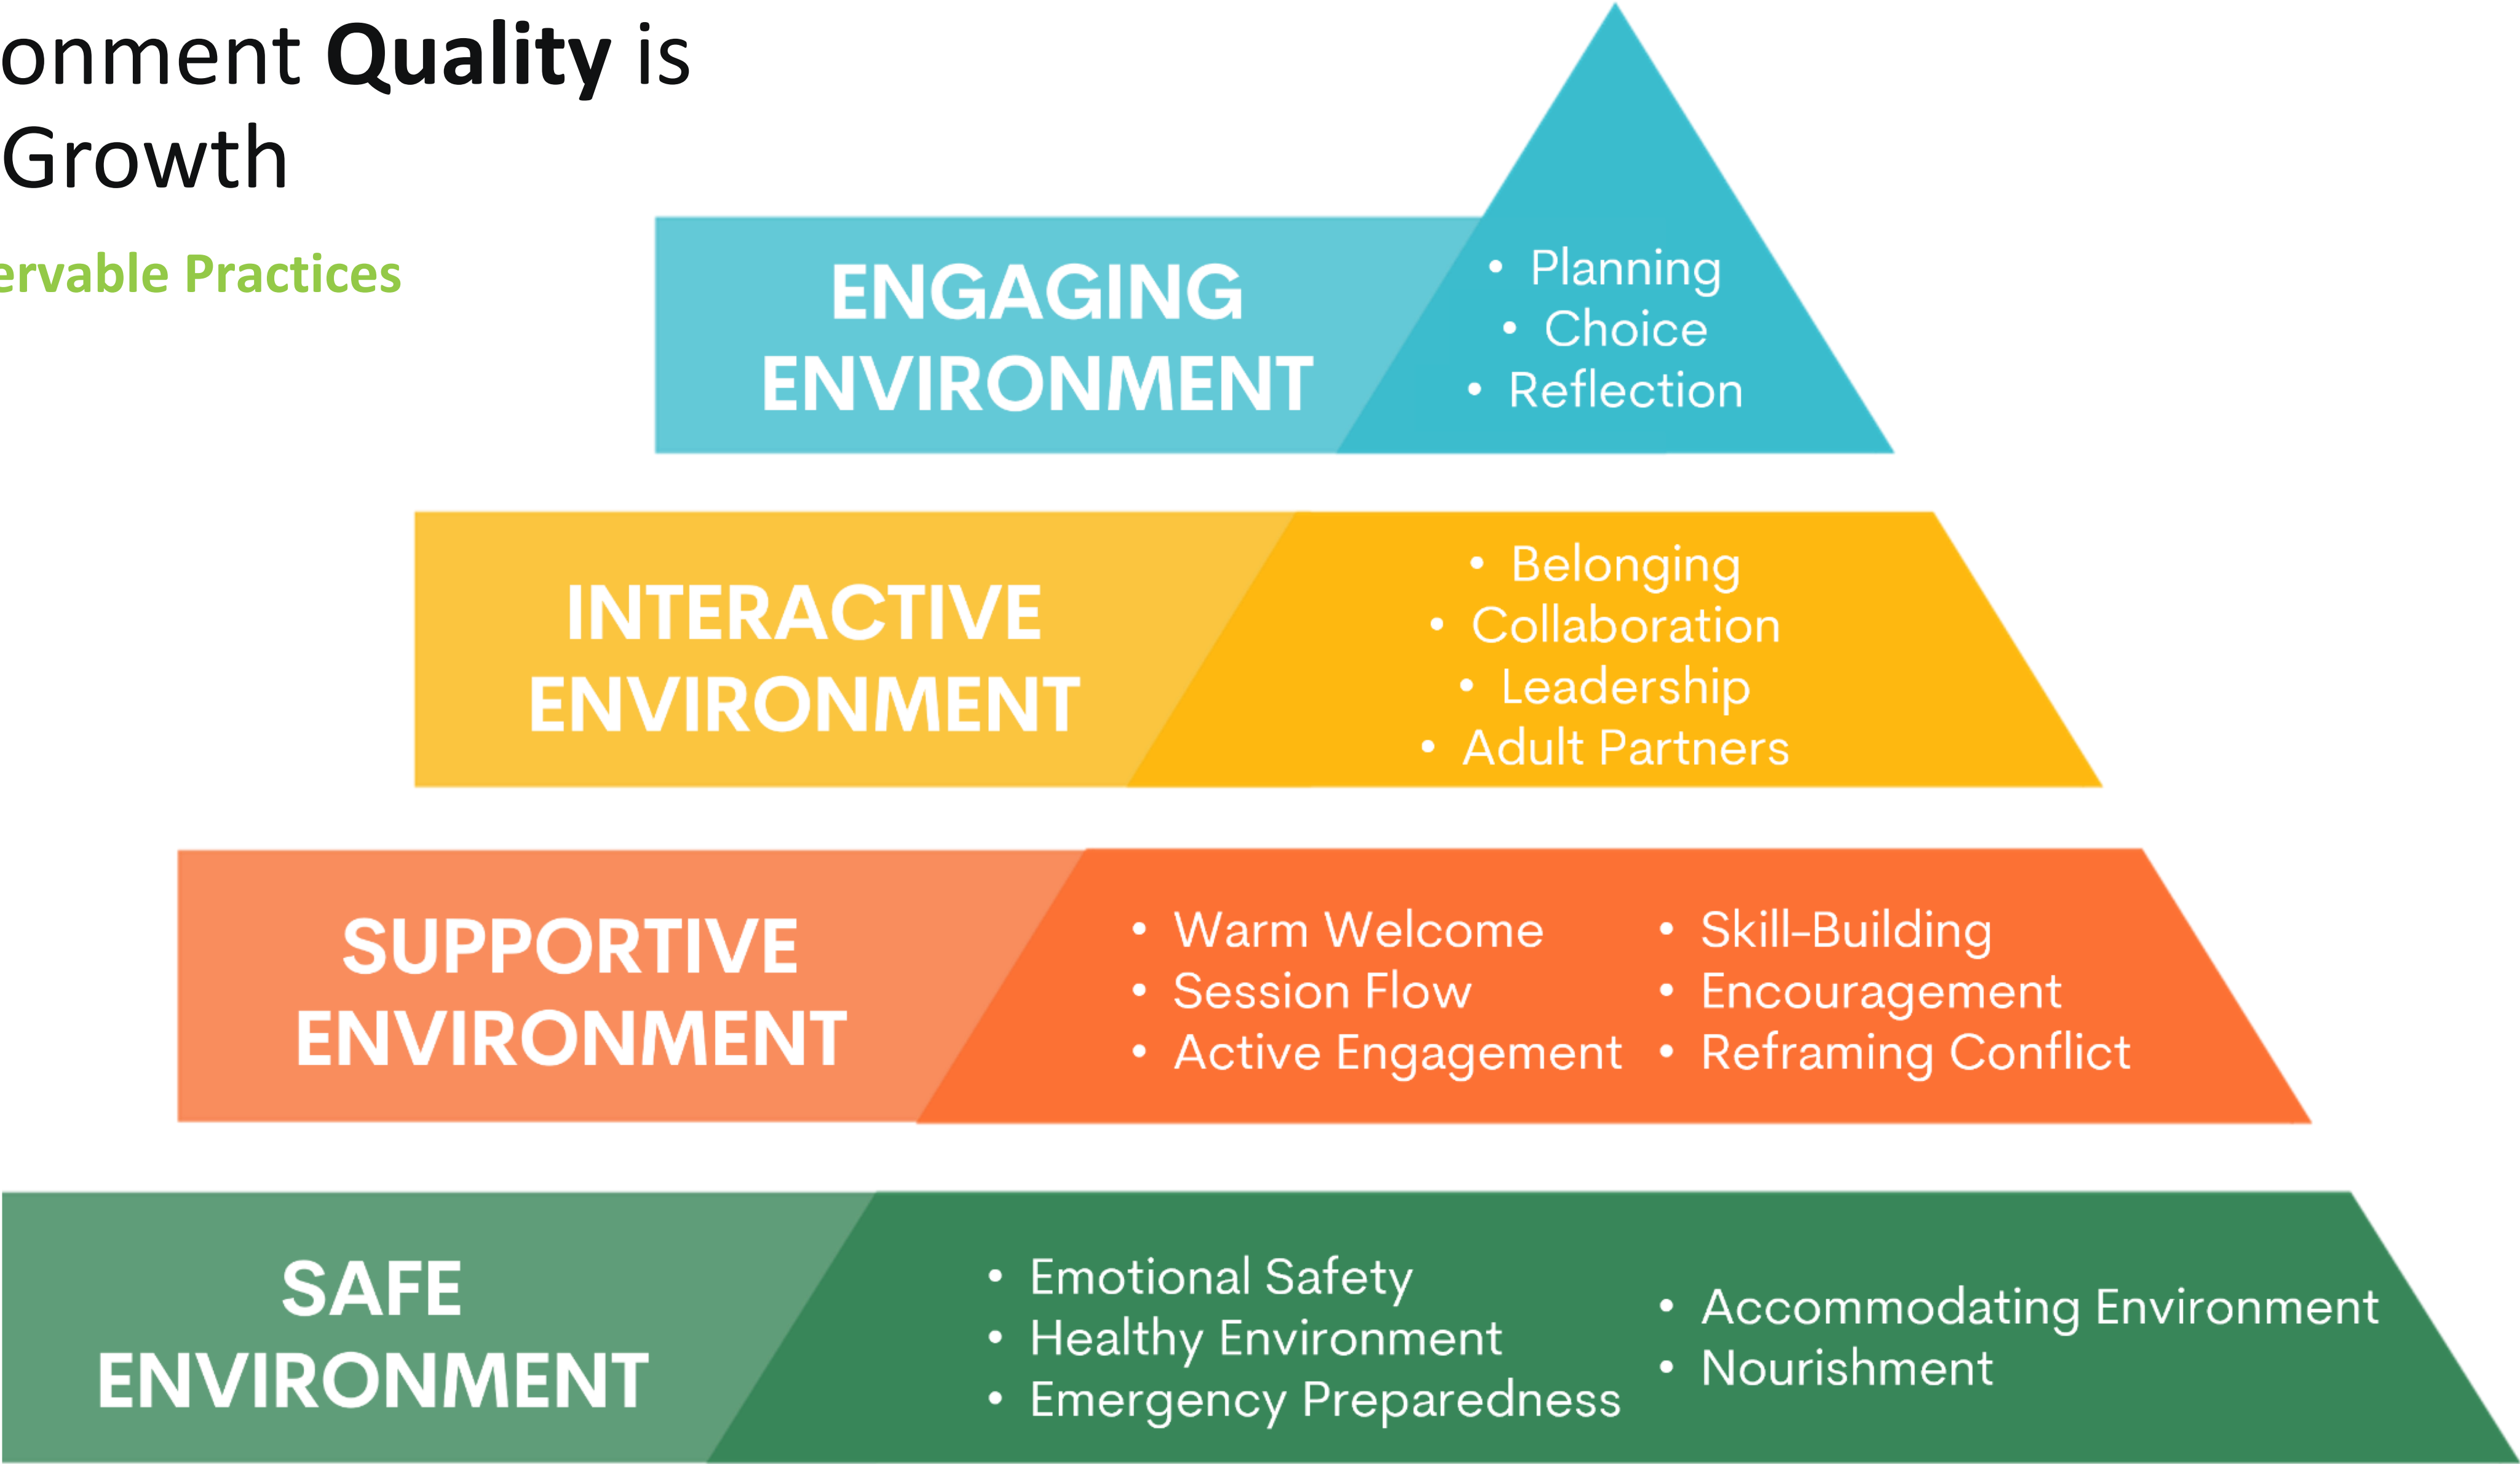 onment Quality is
Growth
ervable Practices
ENGAGING
ENVIRONMENT
• Planning
• Choice
• Reflection
INTERACTIVE
ENVIRONMENT
• Belonging
• Collaboration
• Leadership
• Adult Partners
SUPPORTIVE
ENVIRONMENT
• Warm Welcome
• Session Flow
• Active Engagement
• Skill-Building
• Encouragement
• Reframing Conflict
SAFE
ENVIRONMENT
• Emotional Safety
• Healthy Environment
• Emergency Preparedness
• Accommodating Environment
• Nourishment